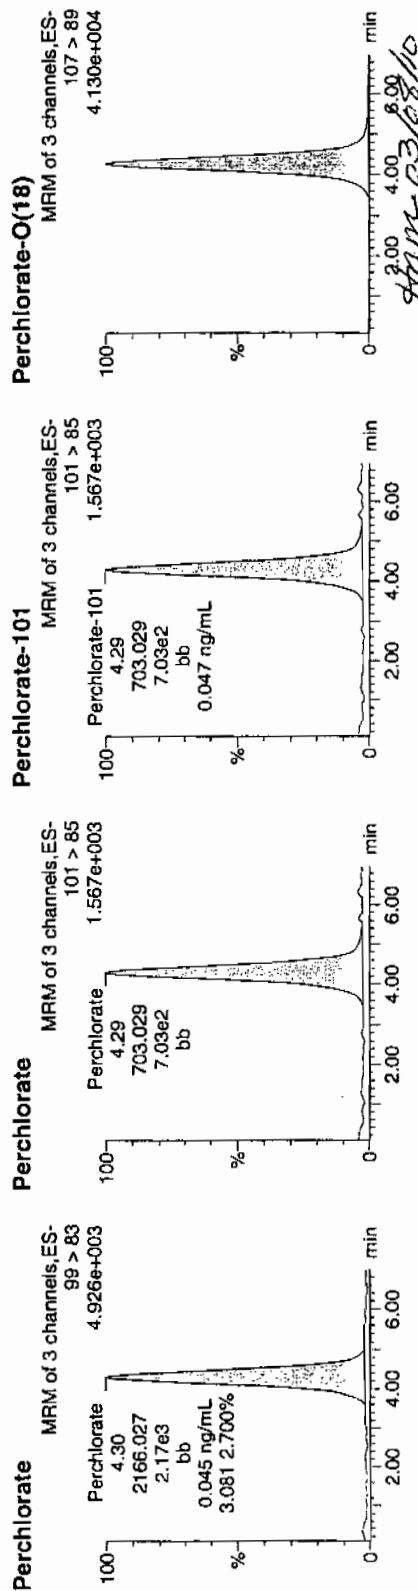 Perchlorate
MRM of 3 channels,ES-
99 > 83
4.926e+003
100
Perchlorate
4.30
2166.027
2.17e3
bb
0.045 ng/mL
3.081 2.700%
%
0
2.00
4.00
6.00
min
Perchlorate
MRM of 3 channels,ES-
101 > 85
1.567e+003
100
Perchlorate
4.29
703.029
7.03e2
bb
%
0
2.00
4.00
6.00
min
Perchlorate-101
MRM of 3 channels,ES-
101 > 85
1.567e+003
100
Perchlorate-101
4.29
703.029
7.03e2
bb
0.047 ng/mL
%
0
2.00
4.00
6.00
min
Perchlorate-O(18)
MRM of 3 channels,ES-
107 > 89
4.130e+004
100
%
0
2.00
4.00
6.00
min
03/08/10